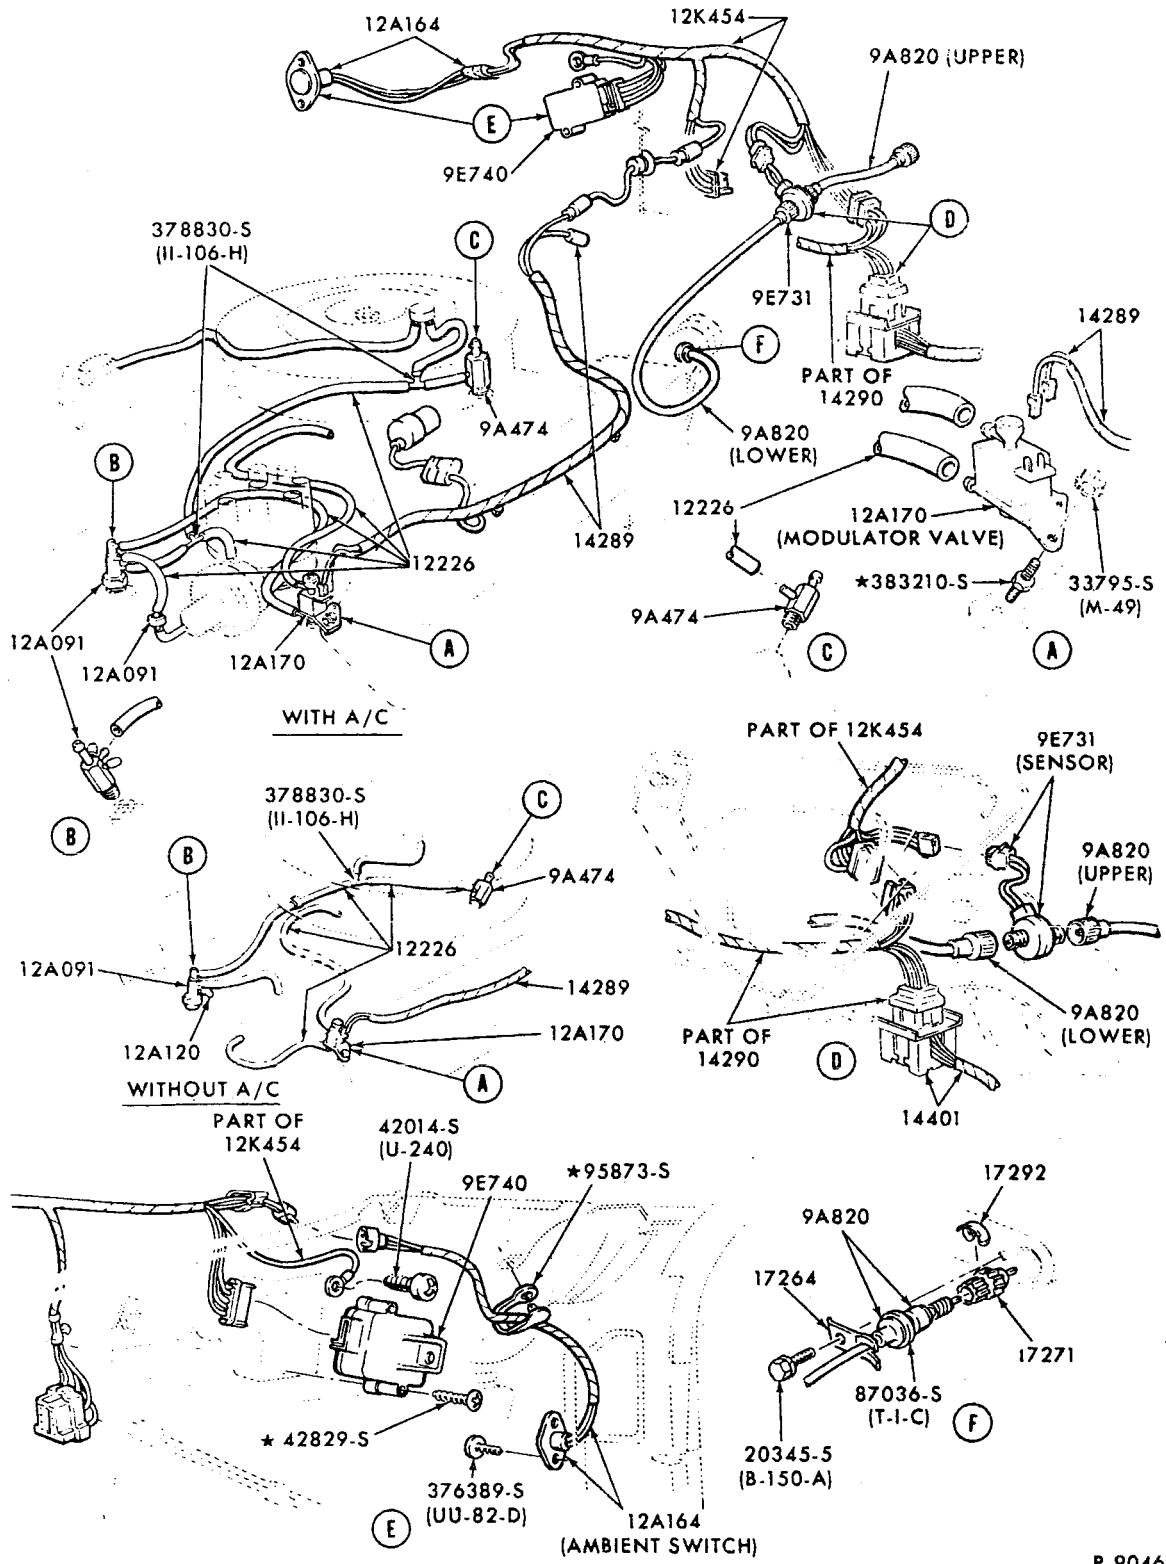 12A164
12K454
9A820 (UPPER)
E
9E740
378830-S
(II-106-H)
C
D
9E731
14289
F
PART OF
14290
9A474
9A820
(LOWER)
B
12226
12A170
(MODULATOR VALVE)
14289
12226
★383210-S
33795-S
(M-49)
9A474
12A091
12A091
12A170
A
C
A
WITH A/C
PART OF 12K454
9E731
(SENSOR)
378830-S
(II-106-H)
C
B
B
9A474
9A820
(UPPER)
12226
12A091
14289
12A170
12A120
A
9A820
(LOWER)
PART OF
14290
D
14401
WITHOUT A/C
PART OF
12K454
42014-S
(U-240)
9E740
★95873-S
17292
9A820
17264
17271
87036-S
(T-I-C)
F
★ 42829-S
20345-S
(B-150-A)
376389-S
(UU-82-D)
E
12A164
(AMBIENT SWITCH)
P-9046